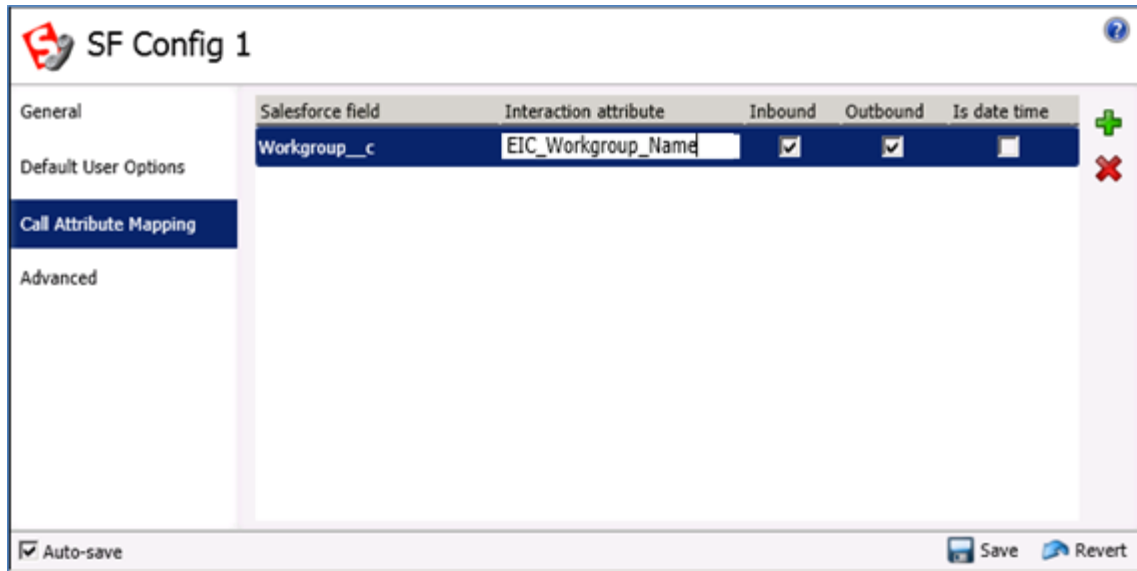 SF Config 1
General
Default User Options
Call Attribute Mapping
Advanced
Salesforce field Interaction attribute Inbound Outbound Is date time
Workgroup__c EIC_Workgroup_Name
Auto-save
Save Revert